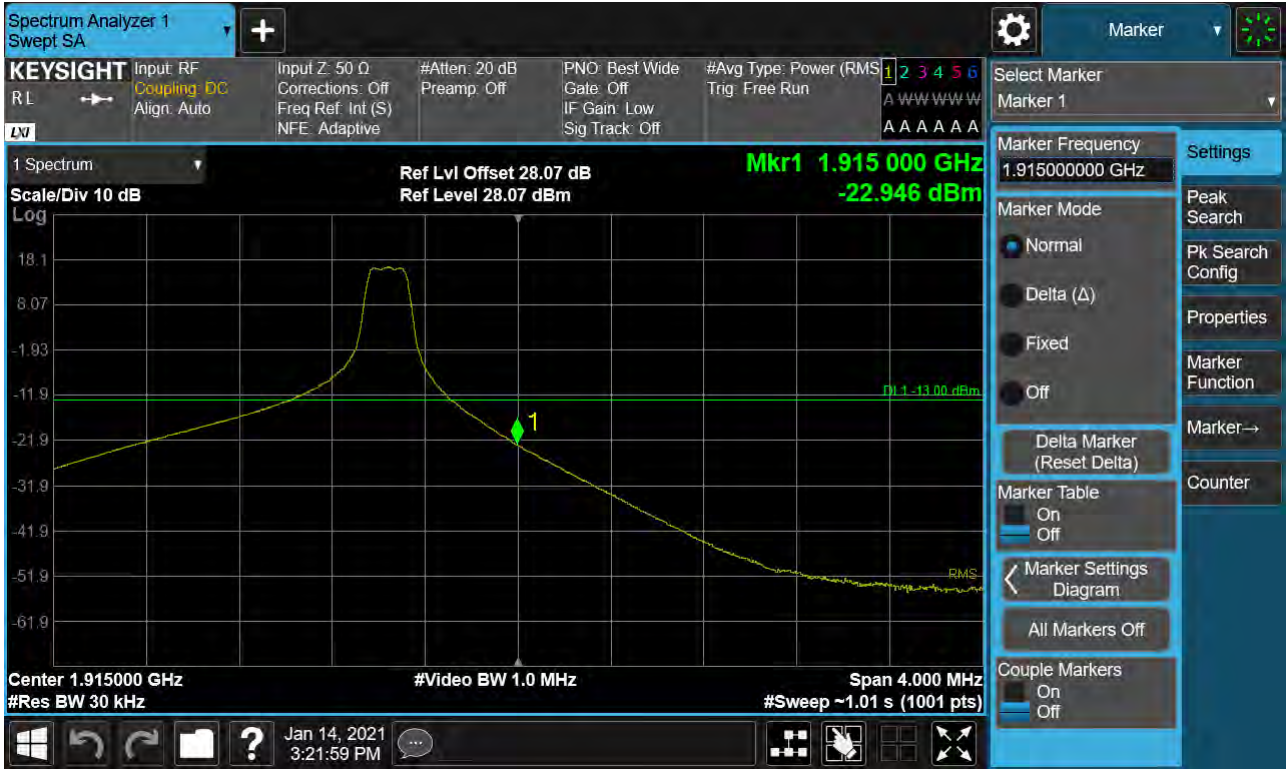 Spectrum Analyzer 1
Swept SA
Marker
KEYSIGHT
RL
LXI
Input: RF
Coupling: DC
Align: Auto
Input Z: 50 Ω
Corrections: Off
Freq Ref: Int (S)
NFE: Adaptive
#Atten: 20 dB
Preamp: Off
PNO: Best Wide
Gate: Off
IF Gain: Low
Sig Track: Off
#Avg Type: Power (RMS
Trig: Free Run
1 2 3 4 5 6
A W W W W W
A A A A A A
Select Marker
Marker 1
1 Spectrum
Scale/Div 10 dB
Log
Ref Lvl Offset 28.07 dB
Ref Level 28.07 dBm
Mkr1 1.915 000 GHz
-22.946 dBm
18.1
8.07
-1.93
-11.9
-21.9
-31.9
-41.9
-51.9
-61.9
DL1 -13.00 dBm
1
RMS
Center 1.915000 GHz
#Res BW 30 kHz
#Video BW 1.0 MHz
Span 4.000 MHz
#Sweep ~1.01 s (1001 pts)
Marker Frequency
1.915000000 GHz
Marker Mode
Normal
Delta (Δ)
Fixed
Off
Delta Marker
(Reset Delta)
Marker Table
On
Off
Marker Settings
Diagram
All Markers Off
Couple Markers
On
Off
Settings
Peak
Search
Pk Search
Config
Properties
Marker
Function
Marker→
Counter
?
Jan 14, 2021
3:21:59 PM